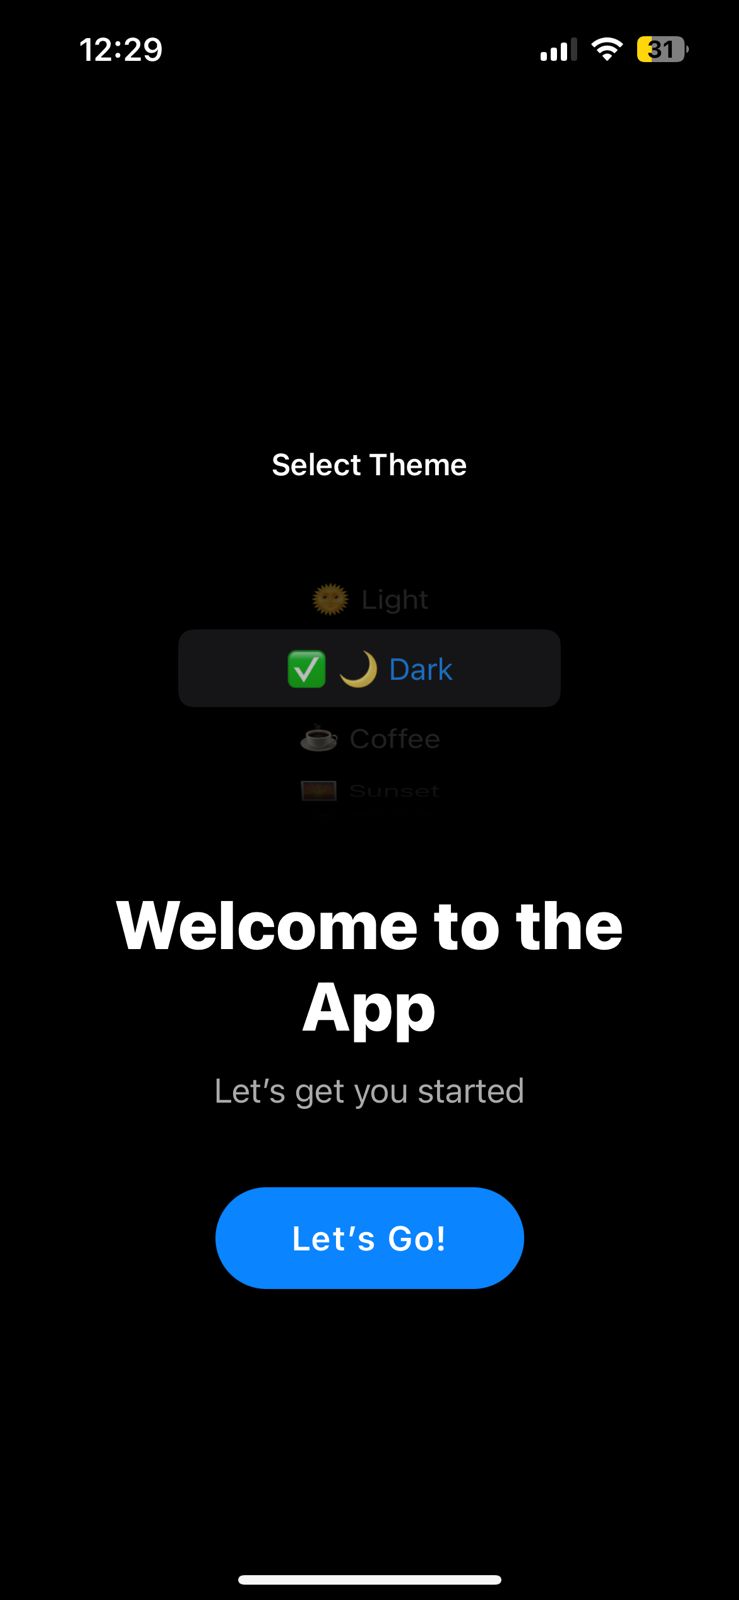 12:29
31
Select Theme
🌞 Light
✅ 🌙 Dark
☕ Coffee
🌅 Sunset
Welcome to the
App
Let’s get you started
Let’s Go!